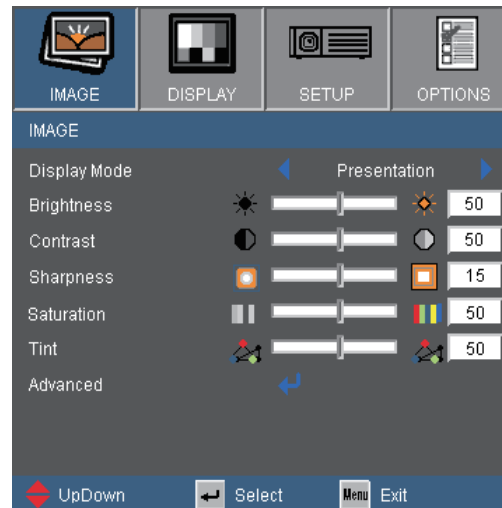 IMAGE DISPLAY SETUP OPTIONS
IMAGE
Display Mode Presentation
Brightness 50
Contrast 50
Sharpness 15
Saturation 50
Tint 50
Advanced
UpDown Select Menu Exit